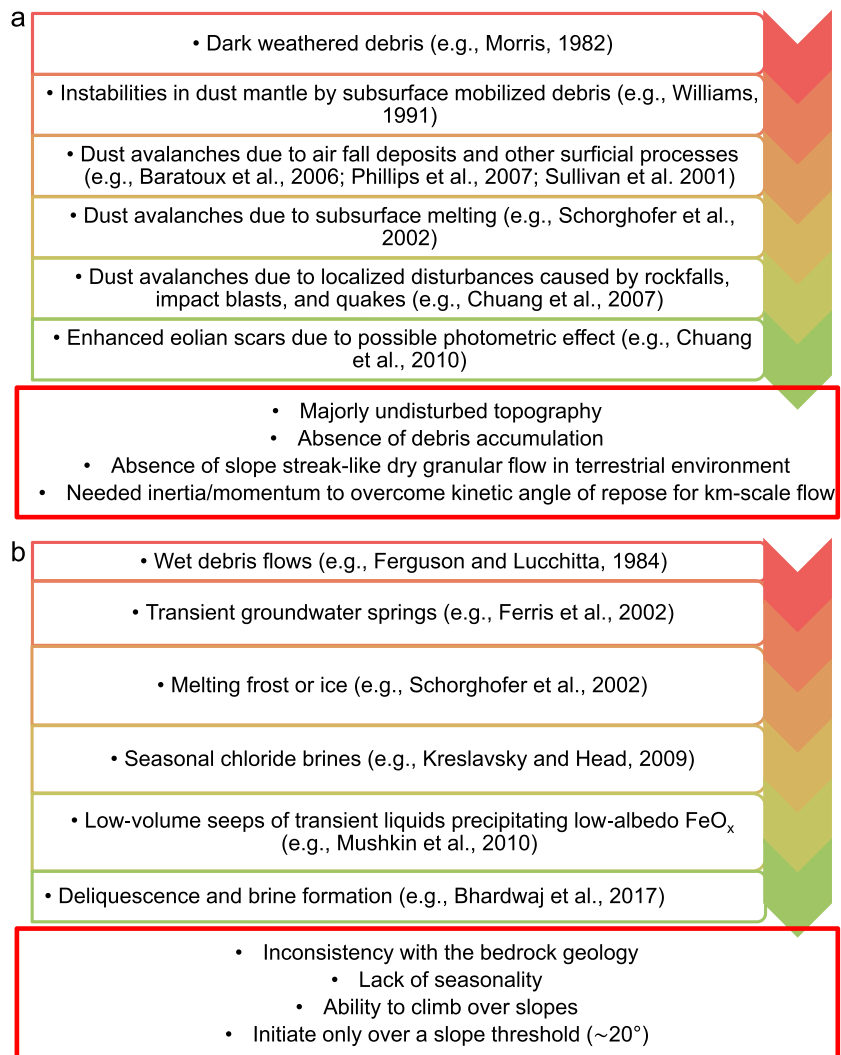 a
• Dark weathered debris (e.g., Morris, 1982)
• Instabilities in dust mantle by subsurface mobilized debris (e.g., Williams,
1991)
• Dust avalanches due to air fall deposits and other surficial processes
(e.g., Baratoux et al., 2006; Phillips et al., 2007; Sullivan et al. 2001)
• Dust avalanches due to subsurface melting (e.g., Schorghofer et al.,
2002)
• Dust avalanches due to localized disturbances caused by rockfalls,
impact blasts, and quakes (e.g., Chuang et al., 2007)
• Enhanced eolian scars due to possible photometric effect (e.g., Chuang
et al., 2010)
• Majorly undisturbed topography
• Absence of debris accumulation
• Absence of slope streak-like dry granular flow in terrestrial environment
• Needed inertia/momentum to overcome kinetic angle of repose for km-scale flow
b
• Wet debris flows (e.g., Ferguson and Lucchitta, 1984)
• Transient groundwater springs (e.g., Ferris et al., 2002)
• Melting frost or ice (e.g., Schorghofer et al., 2002)
• Seasonal chloride brines (e.g., Kreslavsky and Head, 2009)
• Low-volume seeps of transient liquids precipitating low-albedo FeOₓ
(e.g., Mushkin et al., 2010)
• Deliquescence and brine formation (e.g., Bhardwaj et al., 2017)
• Inconsistency with the bedrock geology
• Lack of seasonality
• Ability to climb over slopes
• Initiate only over a slope threshold (~20°)